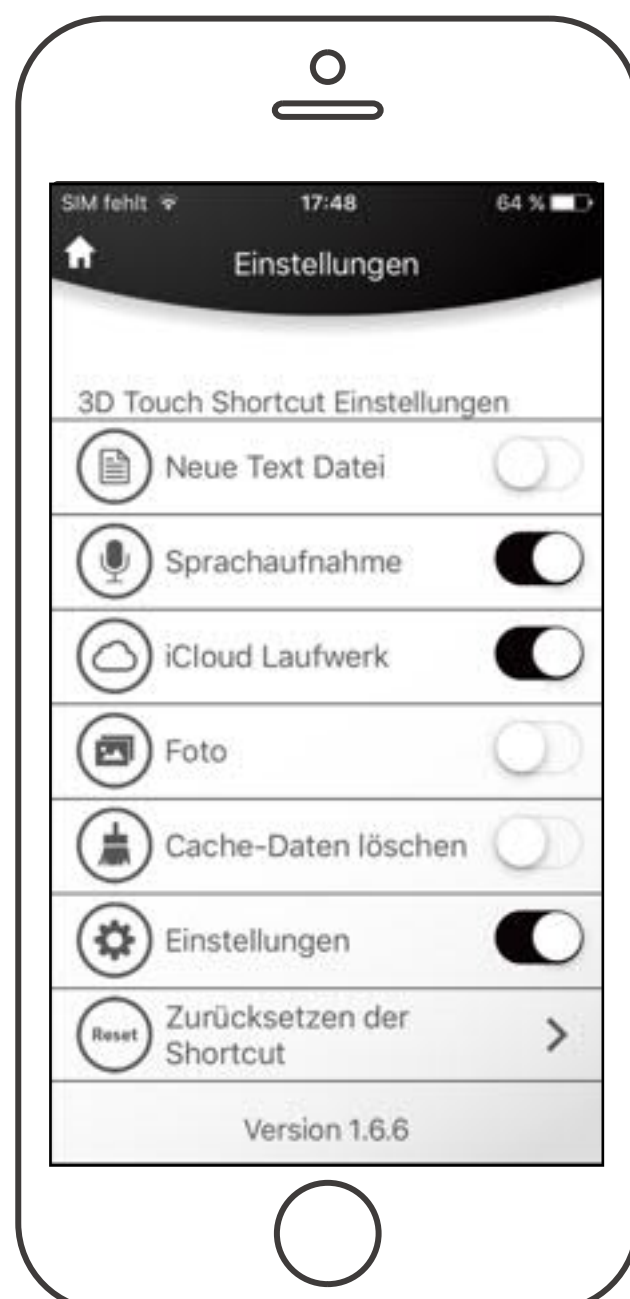 SIM fehlt 17:48 64 %
Einstellungen
3D Touch Shortcut Einstellungen
Neue Text Datei
Sprachaufnahme
iCloud Laufwerk
Foto
Cache-Daten löschen
Einstellungen
Reset Zurücksetzen der
Shortcut
Version 1.6.6